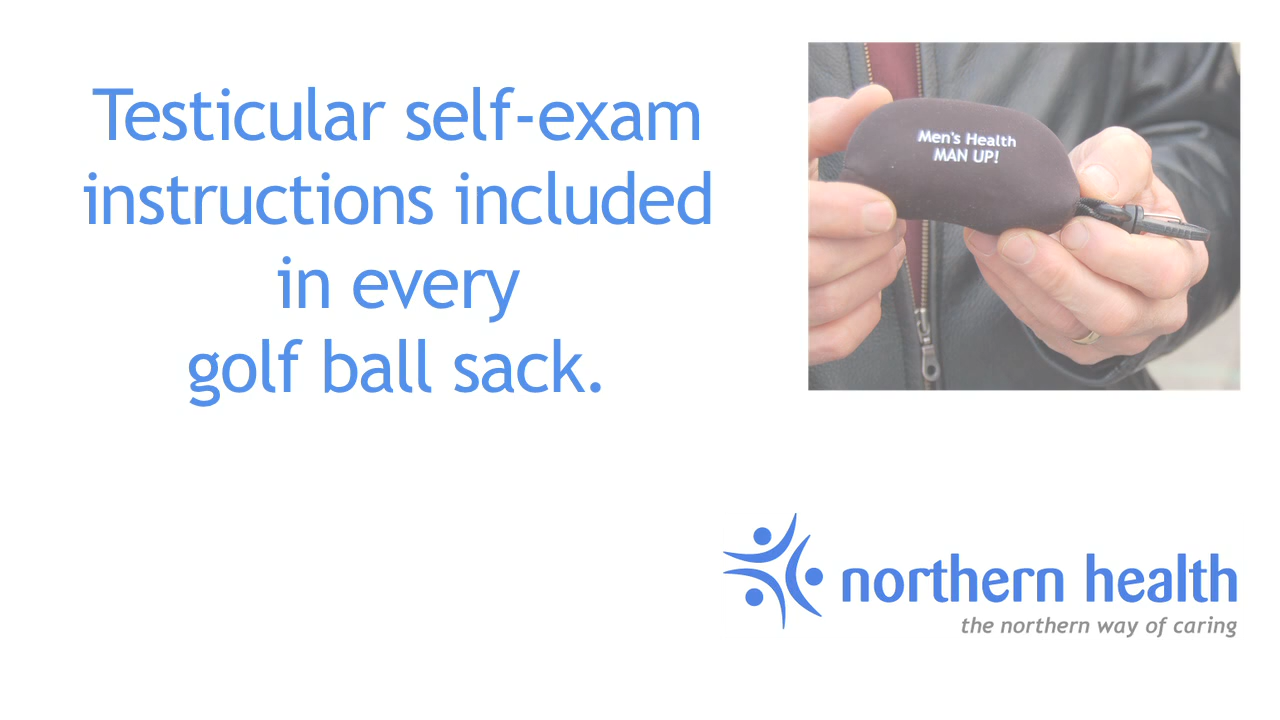 Testicular self-exam
instructions included
in every
golf ball sack.
Men's Health
MAN UP!
northern health
the northern way of caring